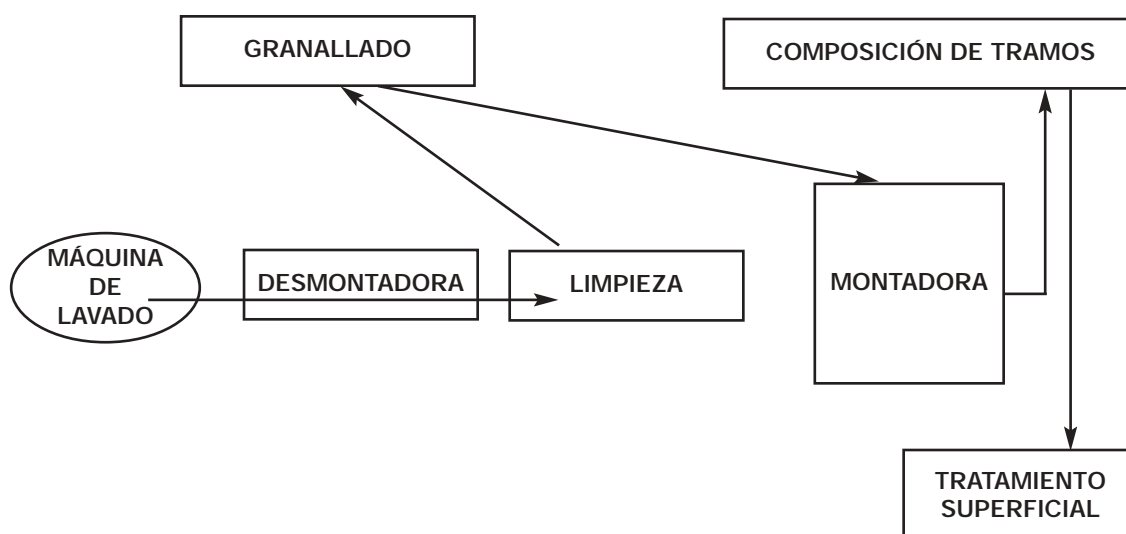 GRANALLADO
COMPOSICIÓN DE TRAMOS
MÁQUINA
DE
LAVADO
DESMONTADORA
LIMPIEZA
MONTADORA
TRATAMIENTO
SUPERFICIAL